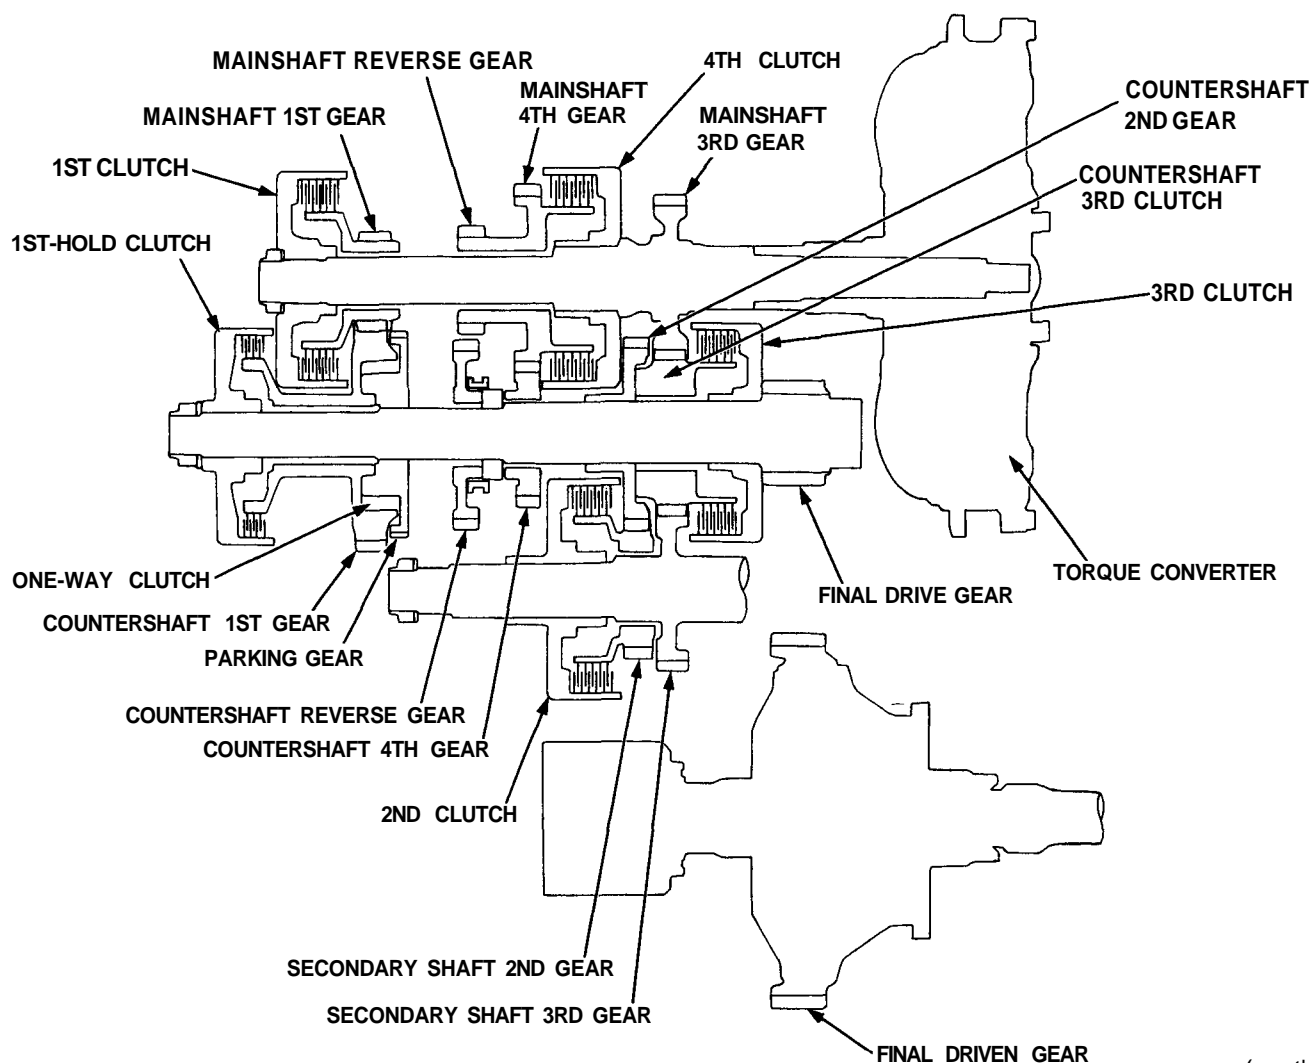 MAINSHAFT REVERSE GEAR
4TH CLUTCH
MAINSHAFT
4TH GEAR
COUNTERSHAFT
2ND GEAR
MAINSHAFT 1ST GEAR
MAINSHAFT
3RD GEAR
1ST CLUTCH
COUNTERSHAFT
3RD CLUTCH
1ST-HOLD CLUTCH
3RD CLUTCH
ONE-WAY CLUTCH
TORQUE CONVERTER
FINAL DRIVE GEAR
COUNTERSHAFT 1ST GEAR
PARKING GEAR
COUNTERSHAFT REVERSE GEAR
COUNTERSHAFT 4TH GEAR
2ND CLUTCH
SECONDARY SHAFT 2ND GEAR
SECONDARY SHAFT 3RD GEAR
FINAL DRIVEN GEAR